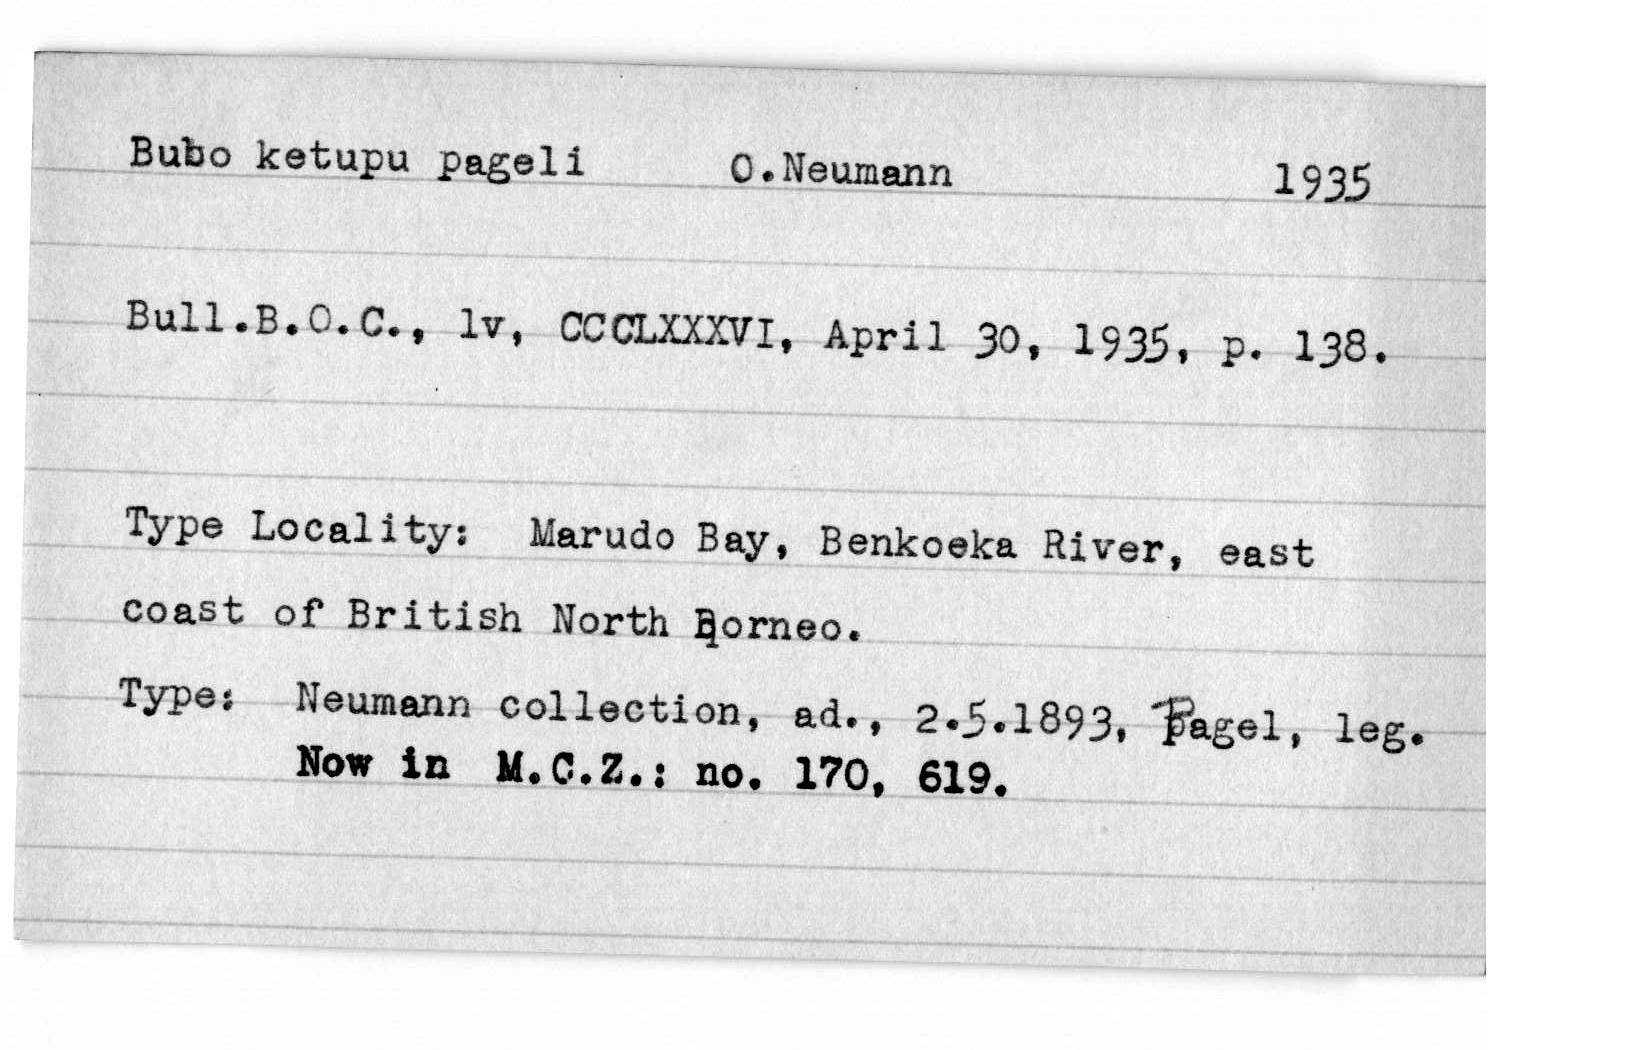 Bubo ketupu pageli O.Neumann 1935
Bull.B.O.C., lv, CCCLXXXVI, April 30, 1935, p. 138.
Type Locality: Marudo Bay, Benkoeka River, east
coast of British North Borneo.
Type: Neumann collection, ad., 2.5.1893, Pagel, leg.
Now in M.C.Z.: no. 170, 619.